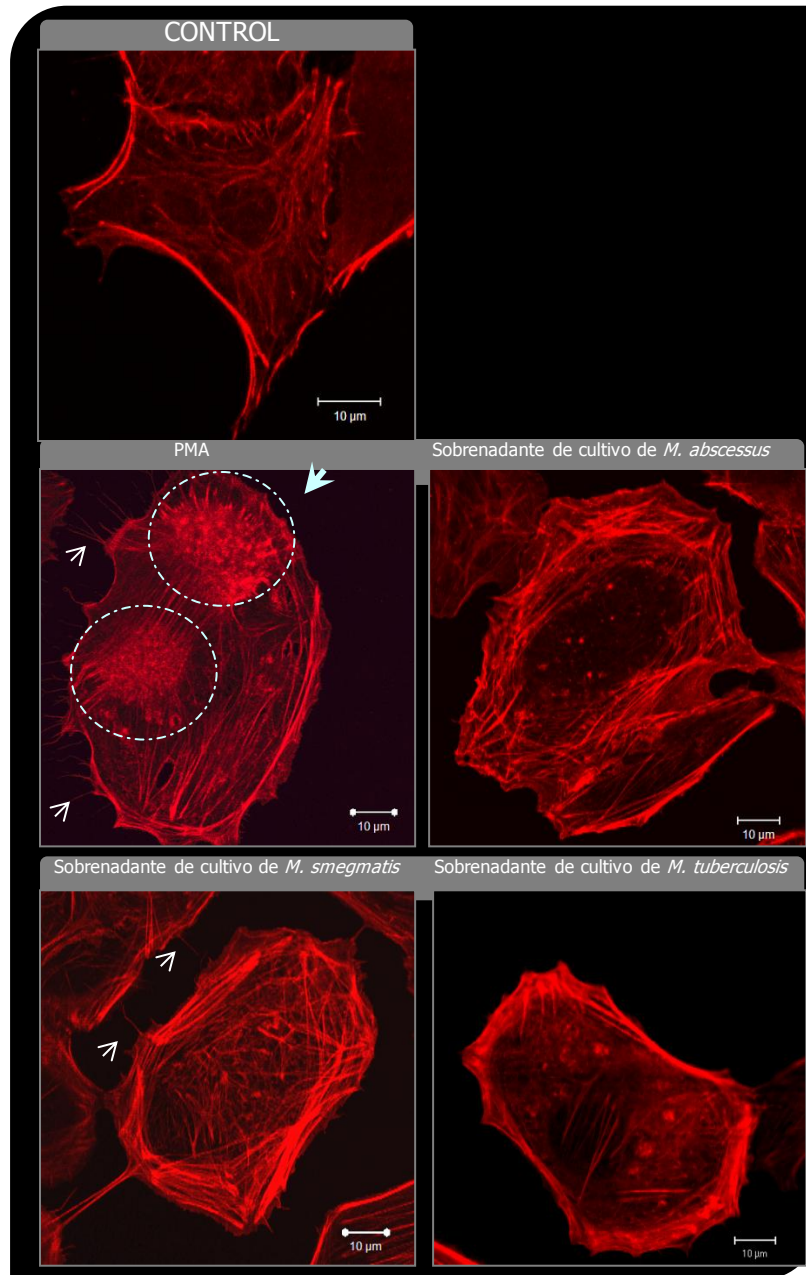 CONTROL
10 µm
PMA
Sobrenadante de cultivo de M. abscessus
10 µm
10 µm
Sobrenadante de cultivo de M. smegmatis
Sobrenadante de cultivo de M. tuberculosis
10 µm
10 µm